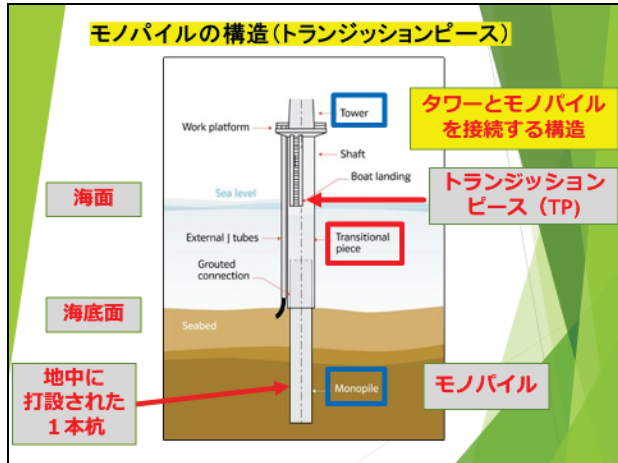 モノパイルの構造(トランジッションピース)
Tower
タワーとモノパイル
を接続する構造
Work platform
Shaft
Boat landing
トランジッション
ピース（TP)
海面
Sea level
External J tubes
Transitional
piece
Grouted
connection
海底面
Seabed
地中に
打設された
１本杭
Monopile
モノパイル